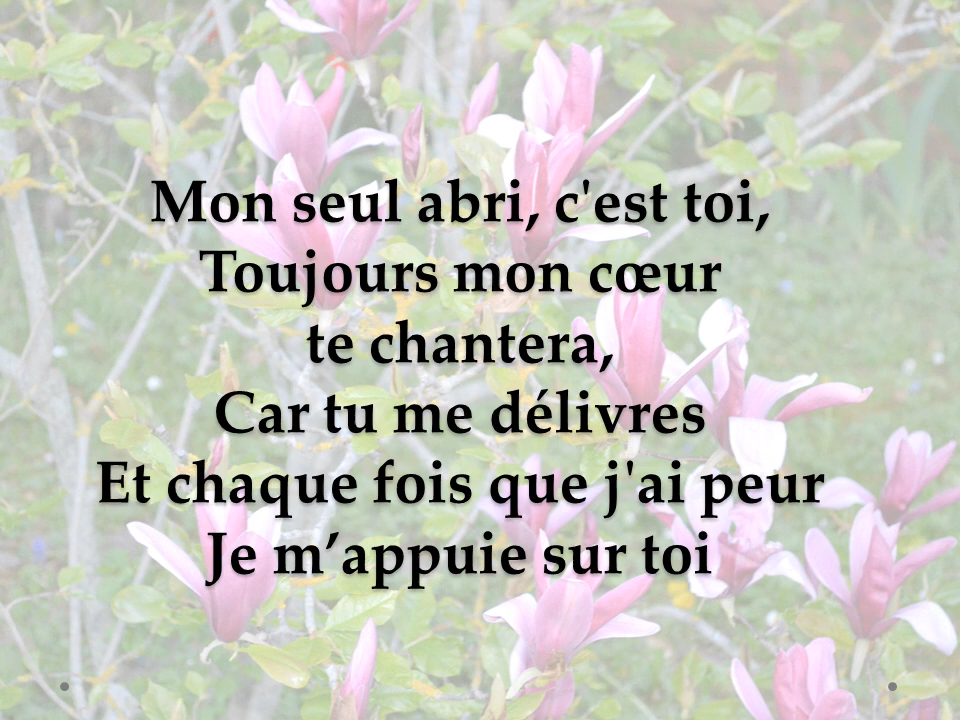 Mon seul abri, c'est toi,
Toujours mon cœur
te chantera,
Car tu me délivres
Et chaque fois que j'ai peur
Je m’appuie sur toi